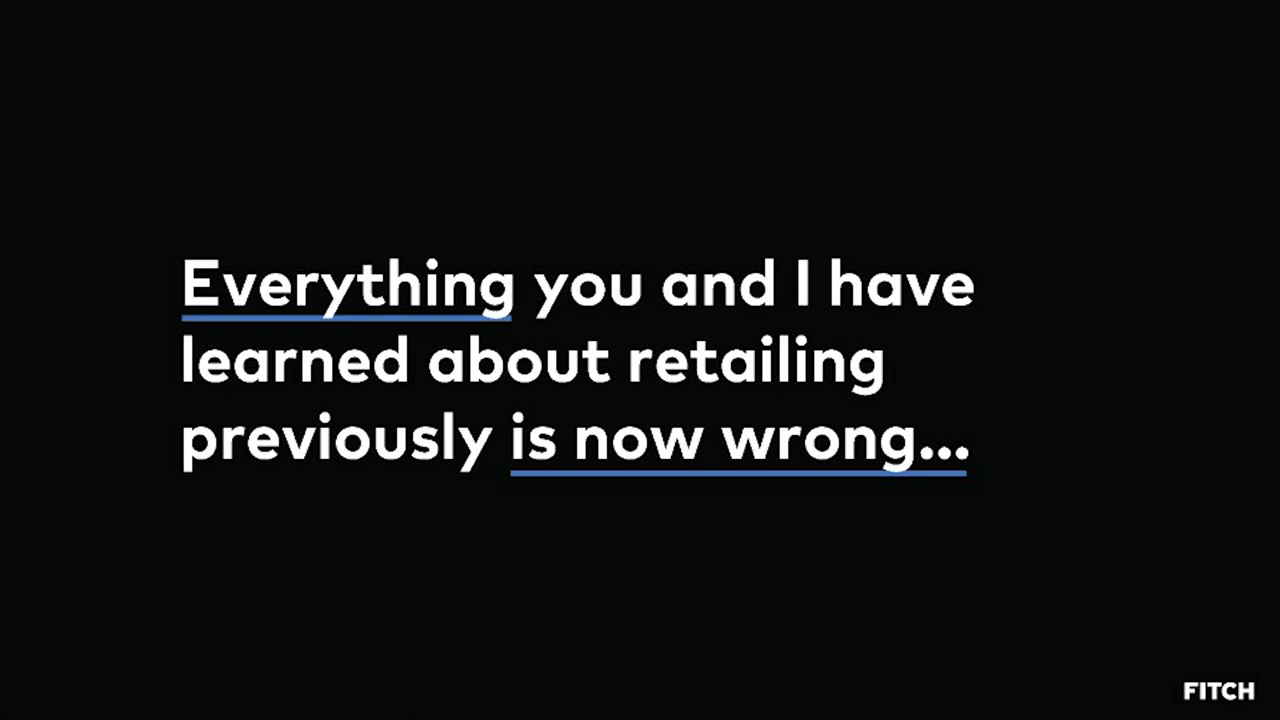 Everything you and I have
learned about retailing
previously is now wrong...
FITCH